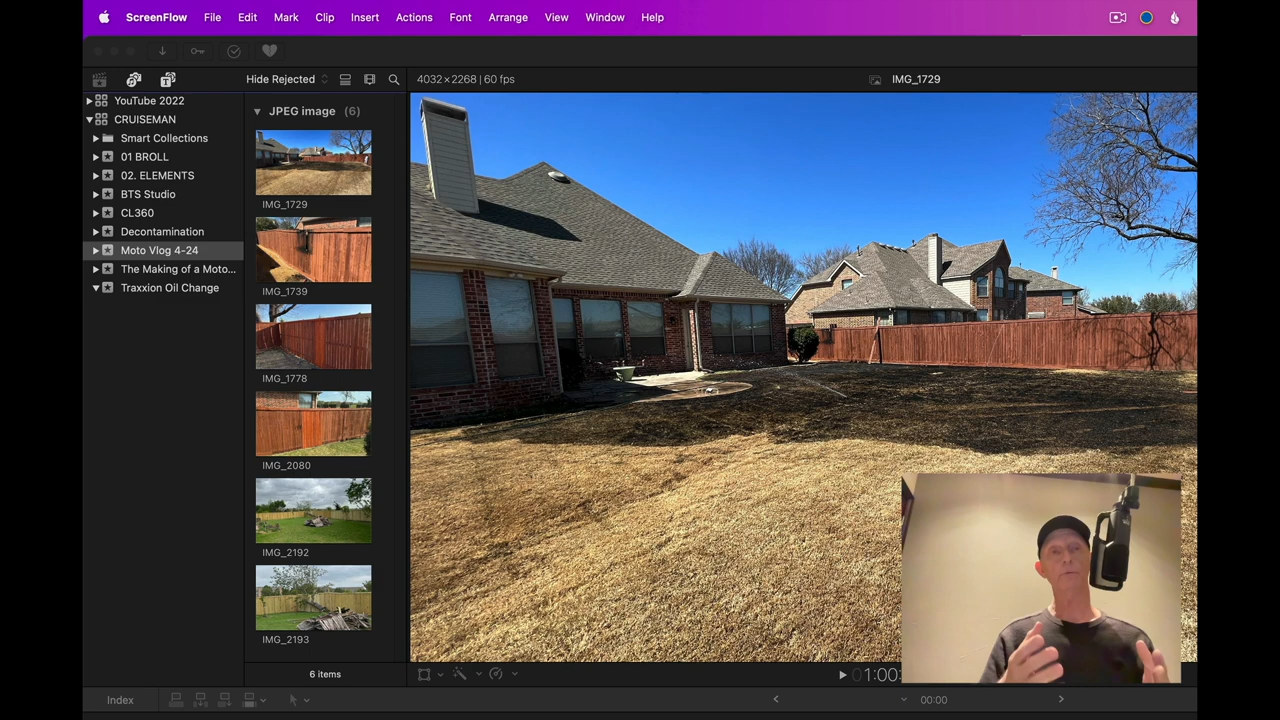 ScreenFlow File Edit Mark Clip Insert Actions Font Arrange View Window Help
Hide Rejected 4032×2268 | 60 fps IMG_1729
YouTube 2022
CRUISEMAN
Smart Collections
01 BROLL
02. ELEMENTS
BTS Studio
CL360
Decontamination
Moto Vlog 4-24
The Making of a Moto...
Traxxion Oil Change
JPEG image (6)
IMG_1729
IMG_1739
IMG_1778
IMG_2080
IMG_2192
IMG_2193
6 items
1:00:
Index
00:00